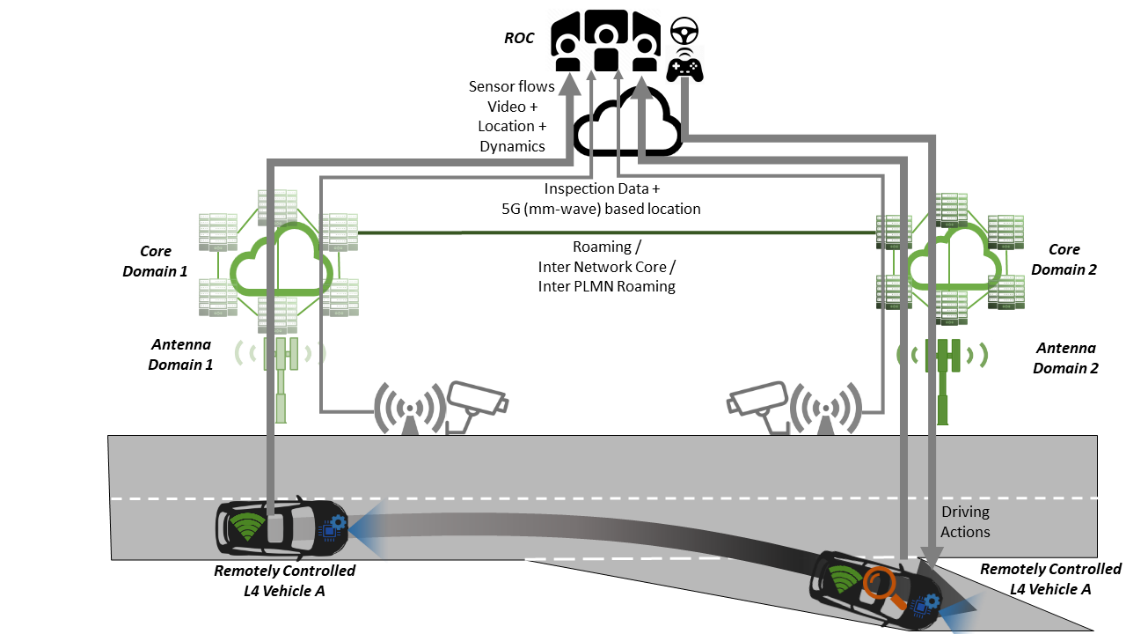 ROC
Sensor flows
Video +
Location +
Dynamics
Inspection Data +
5G (mm-wave) based location
Roaming /
Inter Network Core /
Inter PLMN Roaming
Core
Domain 1
Core
Domain 2
Antenna
Domain 1
Antenna
Domain 2
Driving
Actions
Remotely Controlled
L4 Vehicle A
Remotely Controlled
L4 Vehicle A